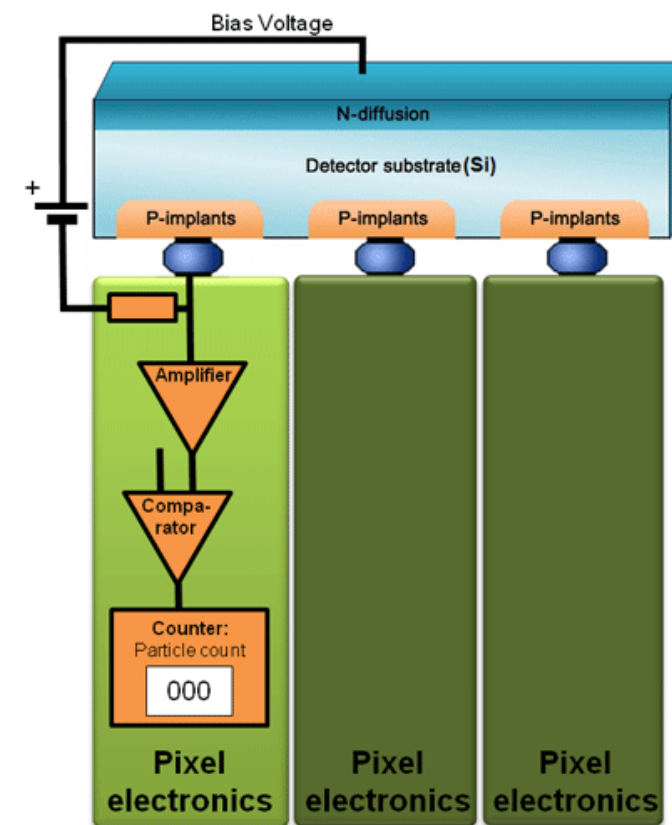 Bias Voltage
N-diffusion
Detector substrate(Si)
+
P-implants
P-implants
P-implants
Amplifier
Compa-
rator
Counter:
Particle count
000
Pixel
electronics
Pixel
electronics
Pixel
electronics